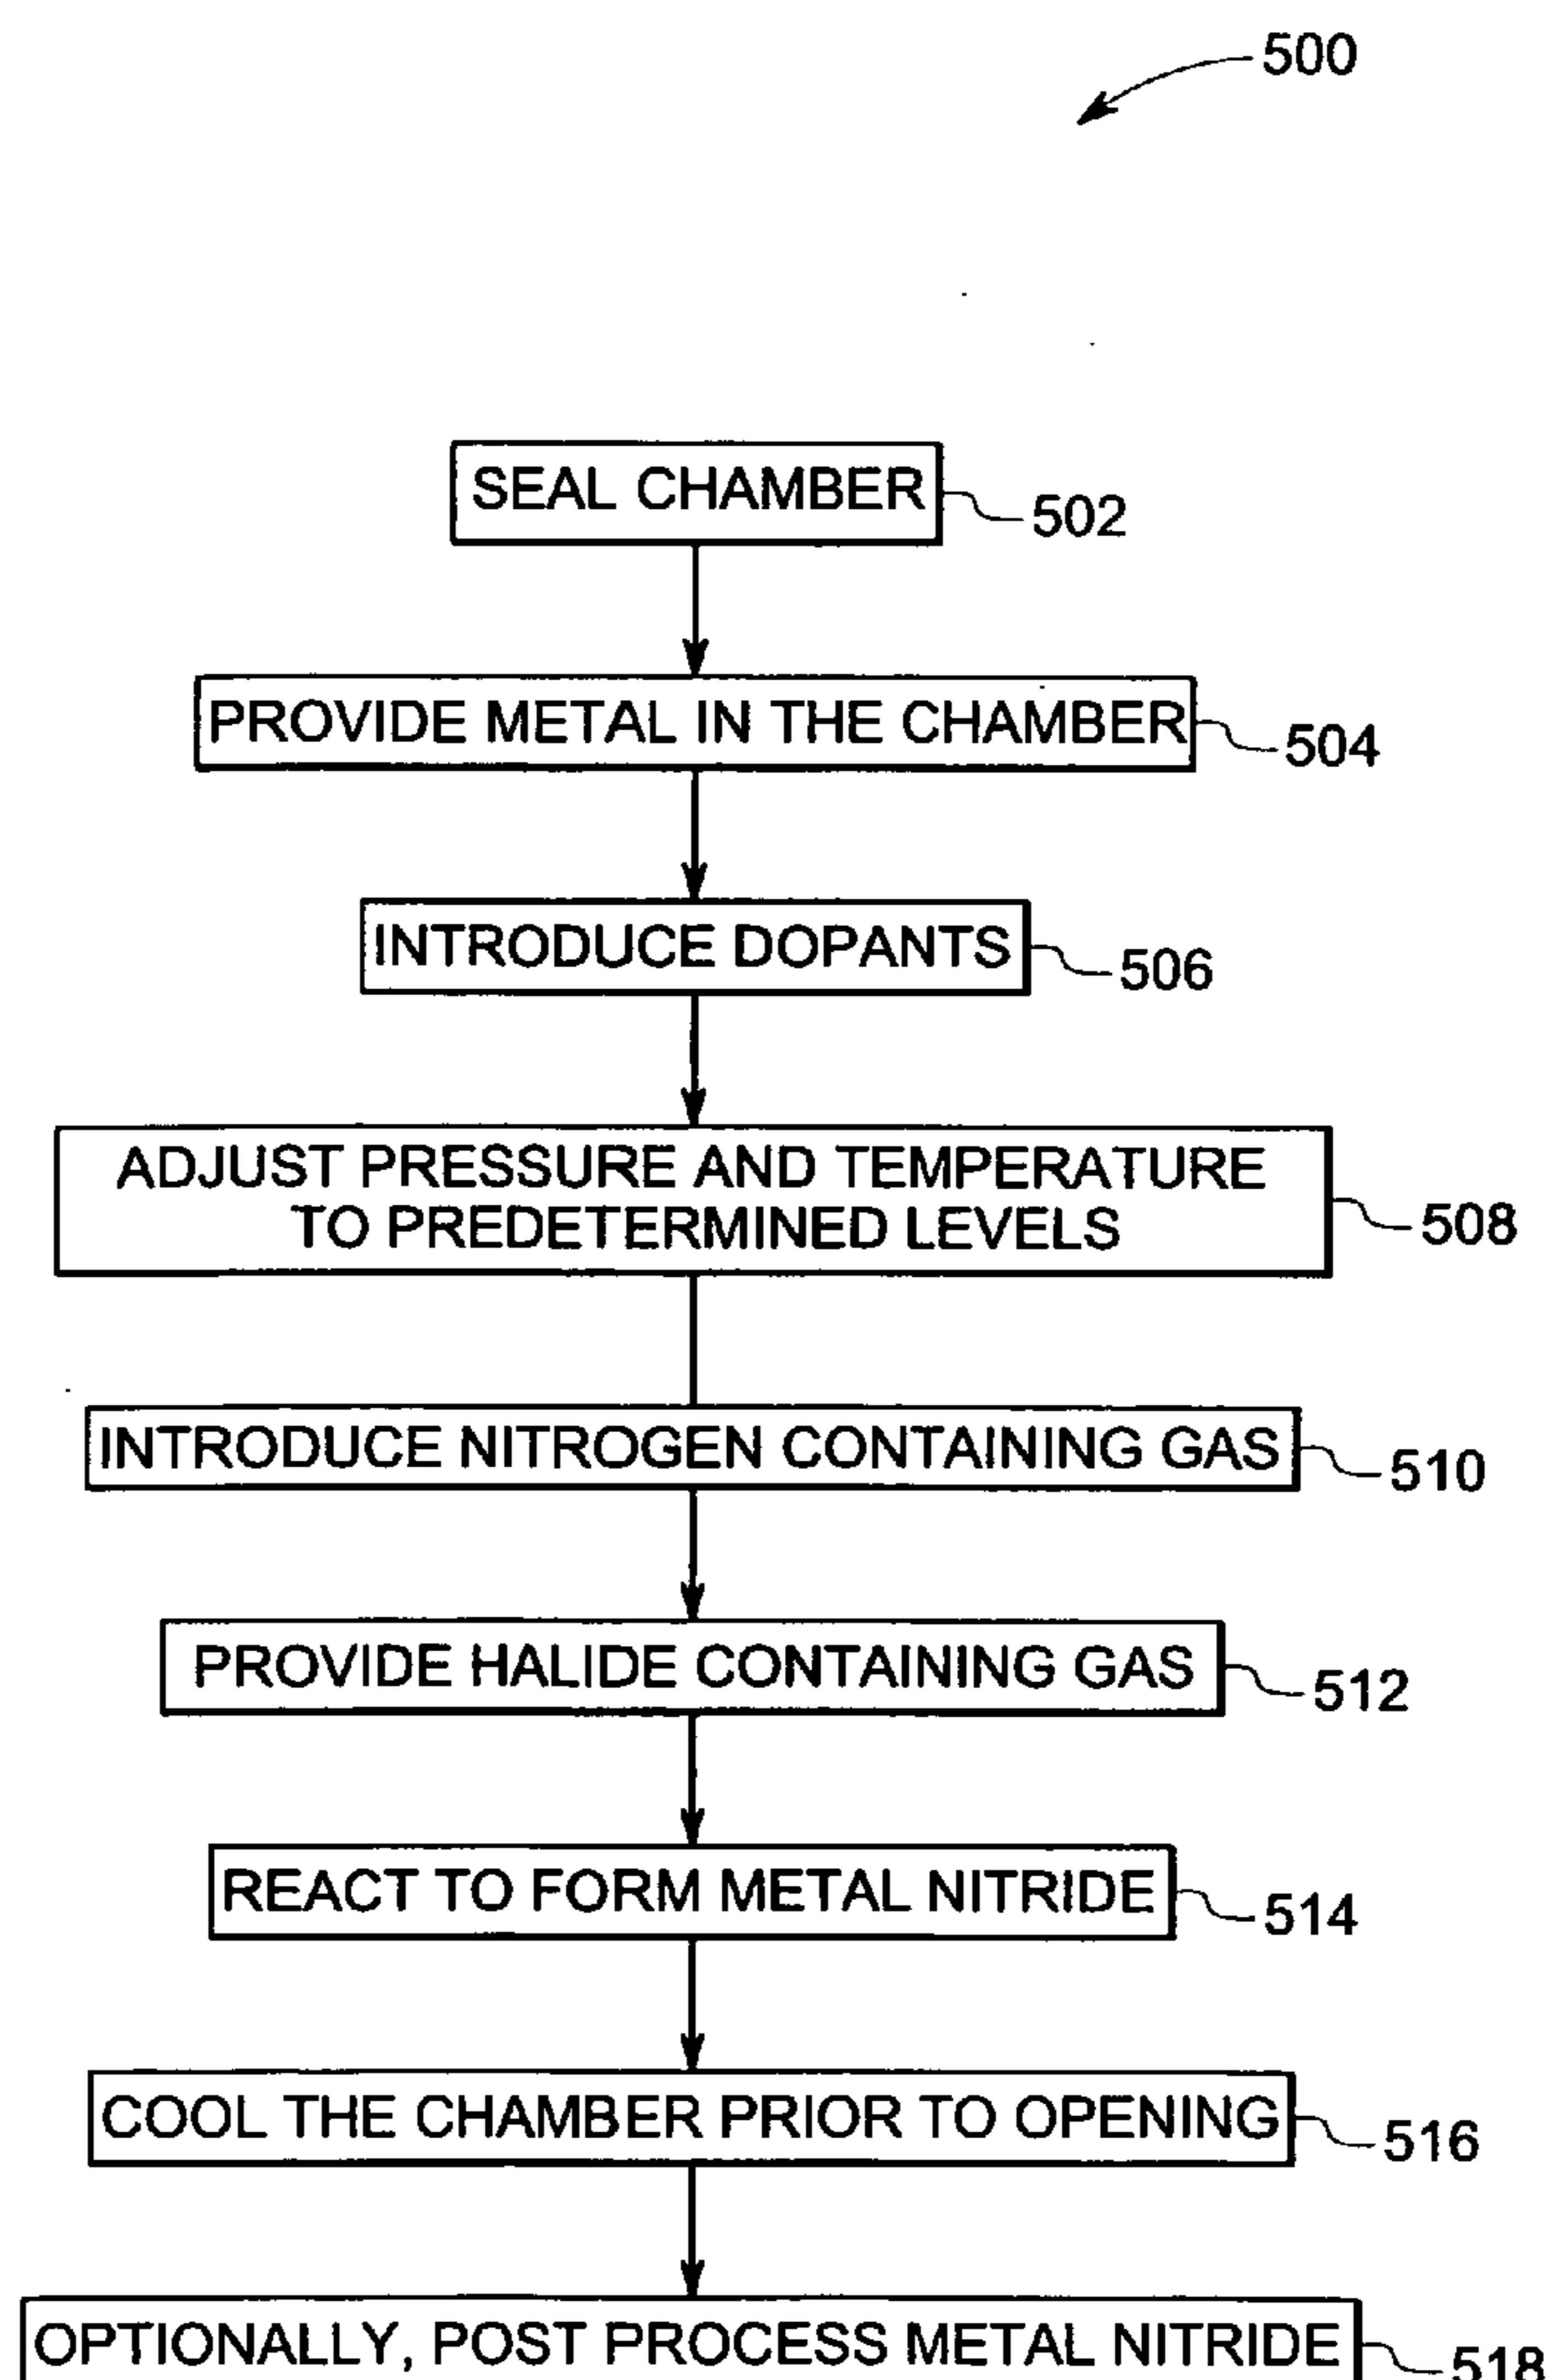 500
SEAL CHAMBER
502
PROVIDE METAL IN THE CHAMBER
504
INTRODUCE DOPANTS
506
ADJUST PRESSURE AND TEMPERATURE
TO PREDETERMINED LEVELS
508
INTRODUCE NITROGEN CONTAINING GAS
510
PROVIDE HALIDE CONTAINING GAS
512
REACT TO FORM METAL NITRIDE
514
COOL THE CHAMBER PRIOR TO OPENING
516
OPTIONALLY, POST PROCESS METAL NITRIDE
518